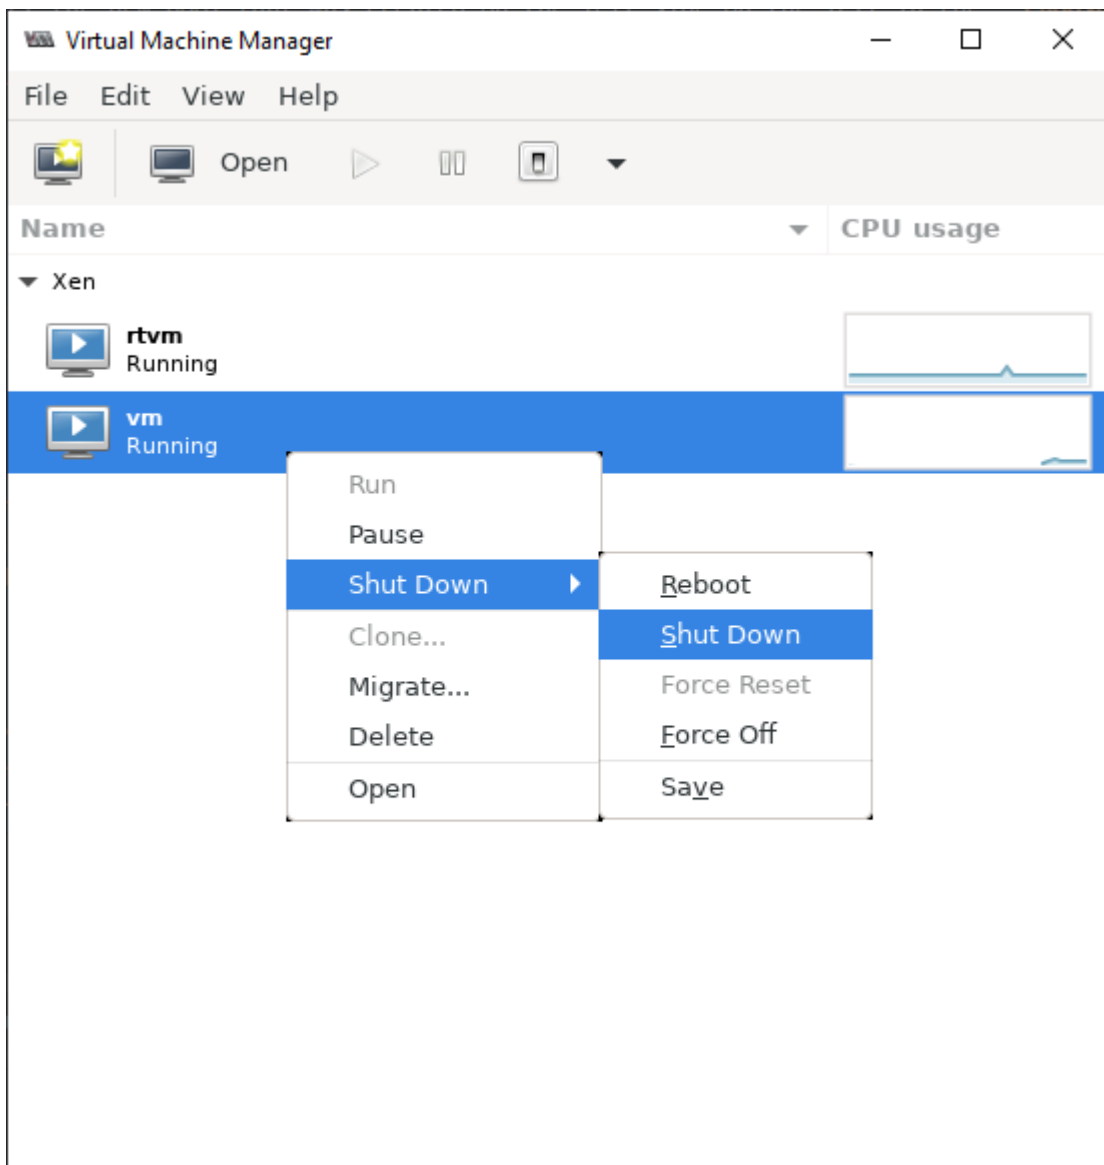 Virtual Machine Manager
File Edit View Help
Open
Name CPU usage
Xen
rtvm
Running
vm
Running
Run
Pause
Shut Down
Clone...
Migrate...
Delete
Open
Reboot
Shut Down
Force Reset
Force Off
Save